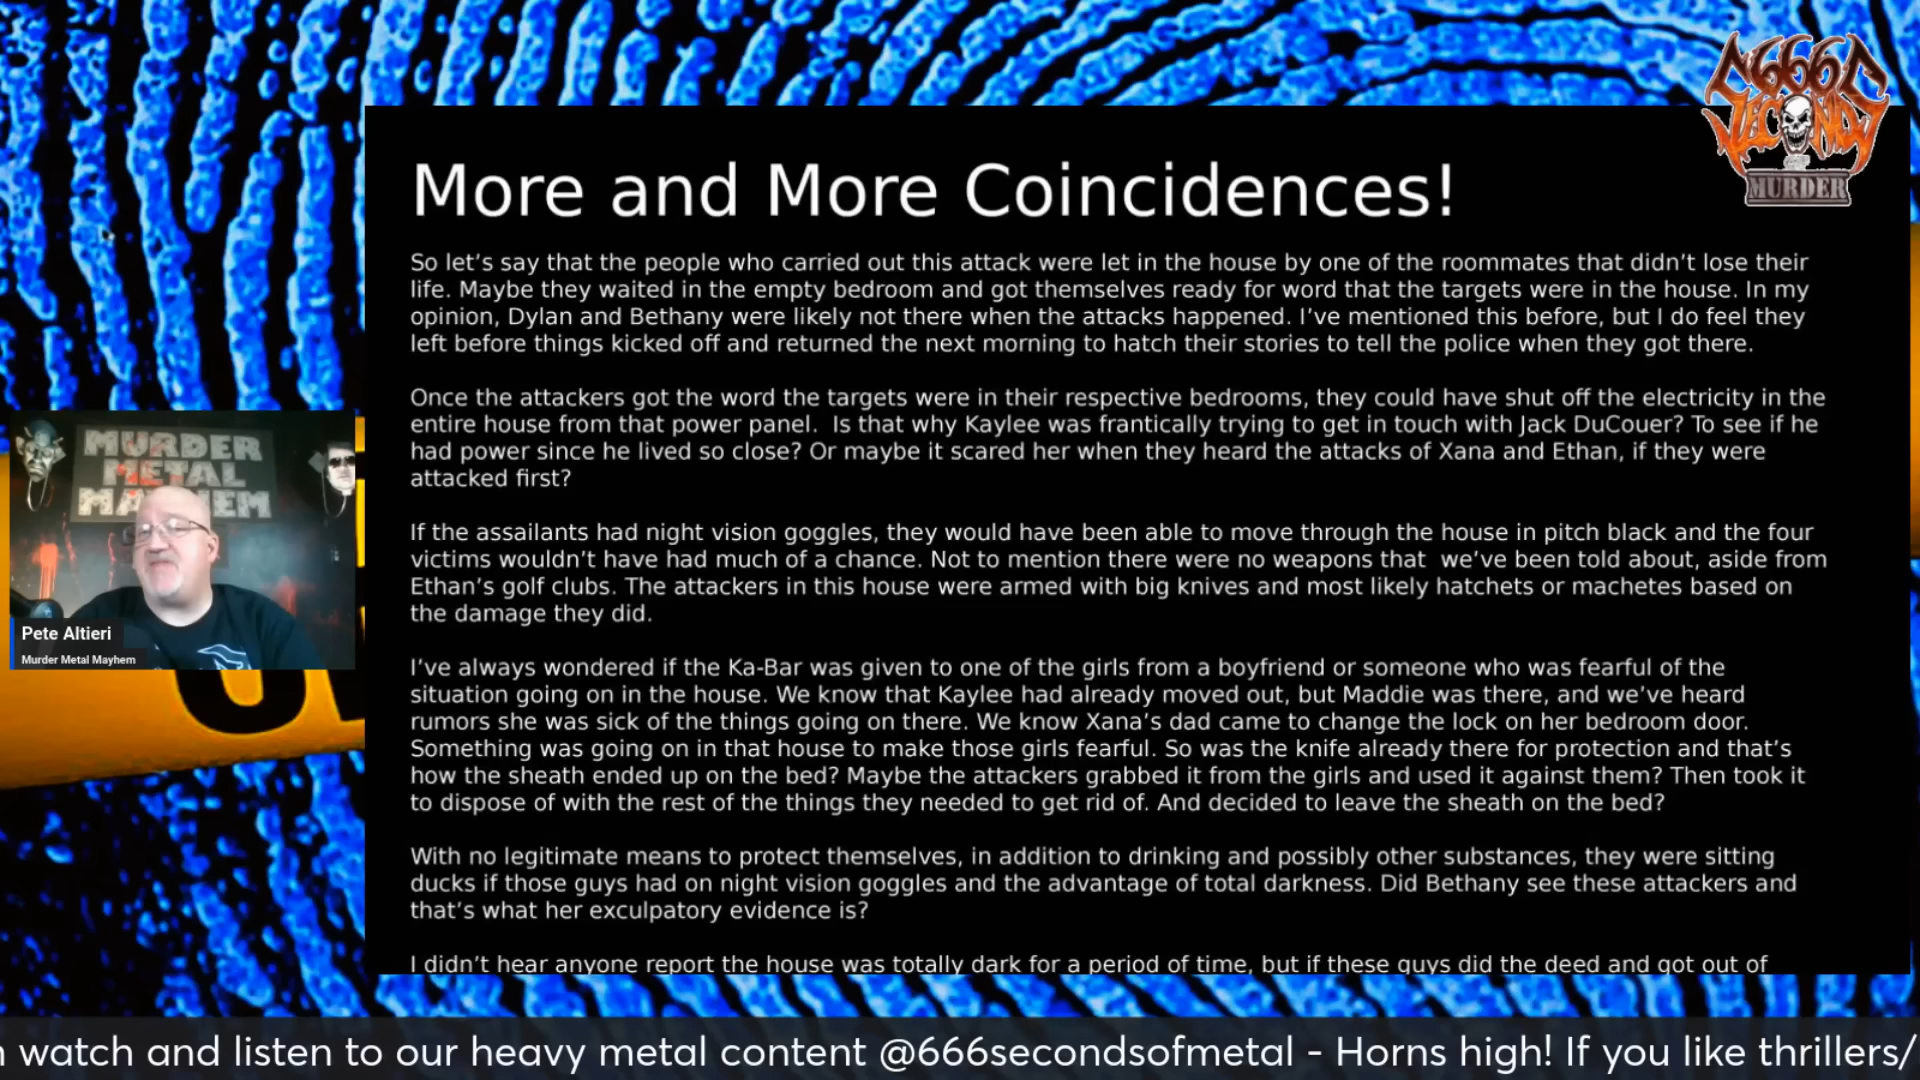 666
SECONDS
MURDER
More and More Coincidences!
So let’s say that the people who carried out this attack were let in the house by one of the roommates that didn’t lose their
life. Maybe they waited in the empty bedroom and got themselves ready for word that the targets were in the house. In my
opinion, Dylan and Bethany were likely not there when the attacks happened. I’ve mentioned this before, but I do feel they
left before things kicked off and returned the next morning to hatch their stories to tell the police when they got there.
Once the attackers got the word the targets were in their respective bedrooms, they could have shut off the electricity in the
entire house from that power panel.  Is that why Kaylee was frantically trying to get in touch with Jack DuCouer? To see if he
had power since he lived so close? Or maybe it scared her when they heard the attacks of Xana and Ethan, if they were
attacked first?
If the assailants had night vision goggles, they would have been able to move through the house in pitch black and the four
victims wouldn’t have had much of a chance. Not to mention there were no weapons that  we’ve been told about, aside from
Ethan’s golf clubs. The attackers in this house were armed with big knives and most likely hatchets or machetes based on
the damage they did.
I’ve always wondered if the Ka-Bar was given to one of the girls from a boyfriend or someone who was fearful of the
situation going on in the house. We know that Kaylee had already moved out, but Maddie was there, and we’ve heard
rumors she was sick of the things going on there. We know Xana’s dad came to change the lock on her bedroom door.
Something was going on in that house to make those girls fearful. So was the knife already there for protection and that’s
how the sheath ended up on the bed? Maybe the attackers grabbed it from the girls and used it against them? Then took it
to dispose of with the rest of the things they needed to get rid of. And decided to leave the sheath on the bed?
With no legitimate means to protect themselves, in addition to drinking and possibly other substances, they were sitting
ducks if those guys had on night vision goggles and the advantage of total darkness. Did Bethany see these attackers and
that’s what her exculpatory evidence is?
I didn’t hear anyone report the house was totally dark for a period of time, but if these guys did the deed and got out of
MURDER
METAL
MAYHEM
Pete Altieri
Murder Metal Mayhem
watch and listen to our heavy metal content @666secondsofmetal - Horns high! If you like thrillers/